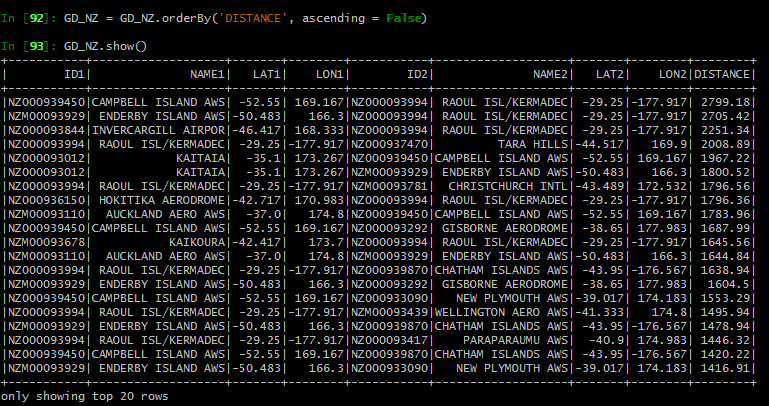 In [92]: GD_NZ = GD_NZ.orderBy('DISTANCE', ascending = False)
In [93]: GD_NZ.show()
+-----------+-------------------+-------+--------+-----------+-------------------+-------+--------+--------+
|        ID1|              NAME1|   LAT1|    LON1|        ID2|              NAME2|   LAT2|    LON2|DISTANCE|
+-----------+-------------------+-------+--------+-----------+-------------------+-------+--------+--------+
|NZ000939450|CAMPBELL ISLAND AWS| -52.55| 169.167|NZ000093994| RAOUL ISL/KERMADEC| -29.25|-177.917| 2799.18|
|NZM00093929| ENDERBY ISLAND AWS|-50.483|   166.3|NZ000093994| RAOUL ISL/KERMADEC| -29.25|-177.917| 2705.42|
|NZ000093844|INVERCARGILL AIRPOR|-46.417| 168.333|NZ000093994| RAOUL ISL/KERMADEC| -29.25|-177.917| 2251.34|
|NZ000093994| RAOUL ISL/KERMADEC| -29.25|-177.917|NZ000937470|         TARA HILLS|-44.517|   169.9| 2008.89|
|NZ000093012|            KAITAIA|  -35.1| 173.267|NZ000939450|CAMPBELL ISLAND AWS| -52.55| 169.167| 1967.22|
|NZ000093012|            KAITAIA|  -35.1| 173.267|NZM00093929| ENDERBY ISLAND AWS|-50.483|   166.3| 1800.52|
|NZ000093994| RAOUL ISL/KERMADEC| -29.25|-177.917|NZM00093781|  CHRISTCHURCH INTL|-43.489| 172.532| 1796.56|
|NZ000936150| HOKITIKA AERODROME|-42.717| 170.983|NZ000093994| RAOUL ISL/KERMADEC| -29.25|-177.917| 1796.36|
|NZM00093110|  AUCKLAND AERO AWS|  -37.0|   174.8|NZ000939450|CAMPBELL ISLAND AWS| -52.55| 169.167| 1783.96|
|NZ000939450|CAMPBELL ISLAND AWS| -52.55| 169.167|NZ000093292| GISBORNE AERODROME| -38.65| 177.983| 1687.99|
|NZM00093678|           KAIKOURA|-42.417|   173.7|NZ000093994| RAOUL ISL/KERMADEC| -29.25|-177.917| 1645.56|
|NZM00093110|  AUCKLAND AERO AWS|  -37.0|   174.8|NZM00093929| ENDERBY ISLAND AWS|-50.483|   166.3| 1644.84|
|NZ000093994| RAOUL ISL/KERMADEC| -29.25|-177.917|NZ000939870|CHATHAM ISLANDS AWS| -43.95|-176.567| 1638.94|
|NZM00093929| ENDERBY ISLAND AWS|-50.483|   166.3|NZ000093292| GISBORNE AERODROME| -38.65| 177.983|  1604.5|
|NZ000939450|CAMPBELL ISLAND AWS| -52.55| 169.167|NZ000933090|   NEW PLYMOUTH AWS|-39.017| 174.183| 1553.29|
|NZ000093994| RAOUL ISL/KERMADEC| -29.25|-177.917|NZM00093439|WELLINGTON AERO AWS|-41.333|   174.8| 1495.94|
|NZM00093929| ENDERBY ISLAND AWS|-50.483|   166.3|NZ000939870|CHATHAM ISLANDS AWS| -43.95|-176.567| 1478.94|
|NZ000093994| RAOUL ISL/KERMADEC| -29.25|-177.917|NZ000093417|    PARAPARAUMU AWS|  -40.9| 174.983| 1446.32|
|NZ000939450|CAMPBELL ISLAND AWS| -52.55| 169.167|NZ000939870|CHATHAM ISLANDS AWS| -43.95|-176.567| 1420.22|
|NZM00093929| ENDERBY ISLAND AWS|-50.483|   166.3|NZ000933090|   NEW PLYMOUTH AWS|-39.017| 174.183| 1416.91|
+-----------+-------------------+-------+--------+-----------+-------------------+-------+--------+--------+
only showing top 20 rows